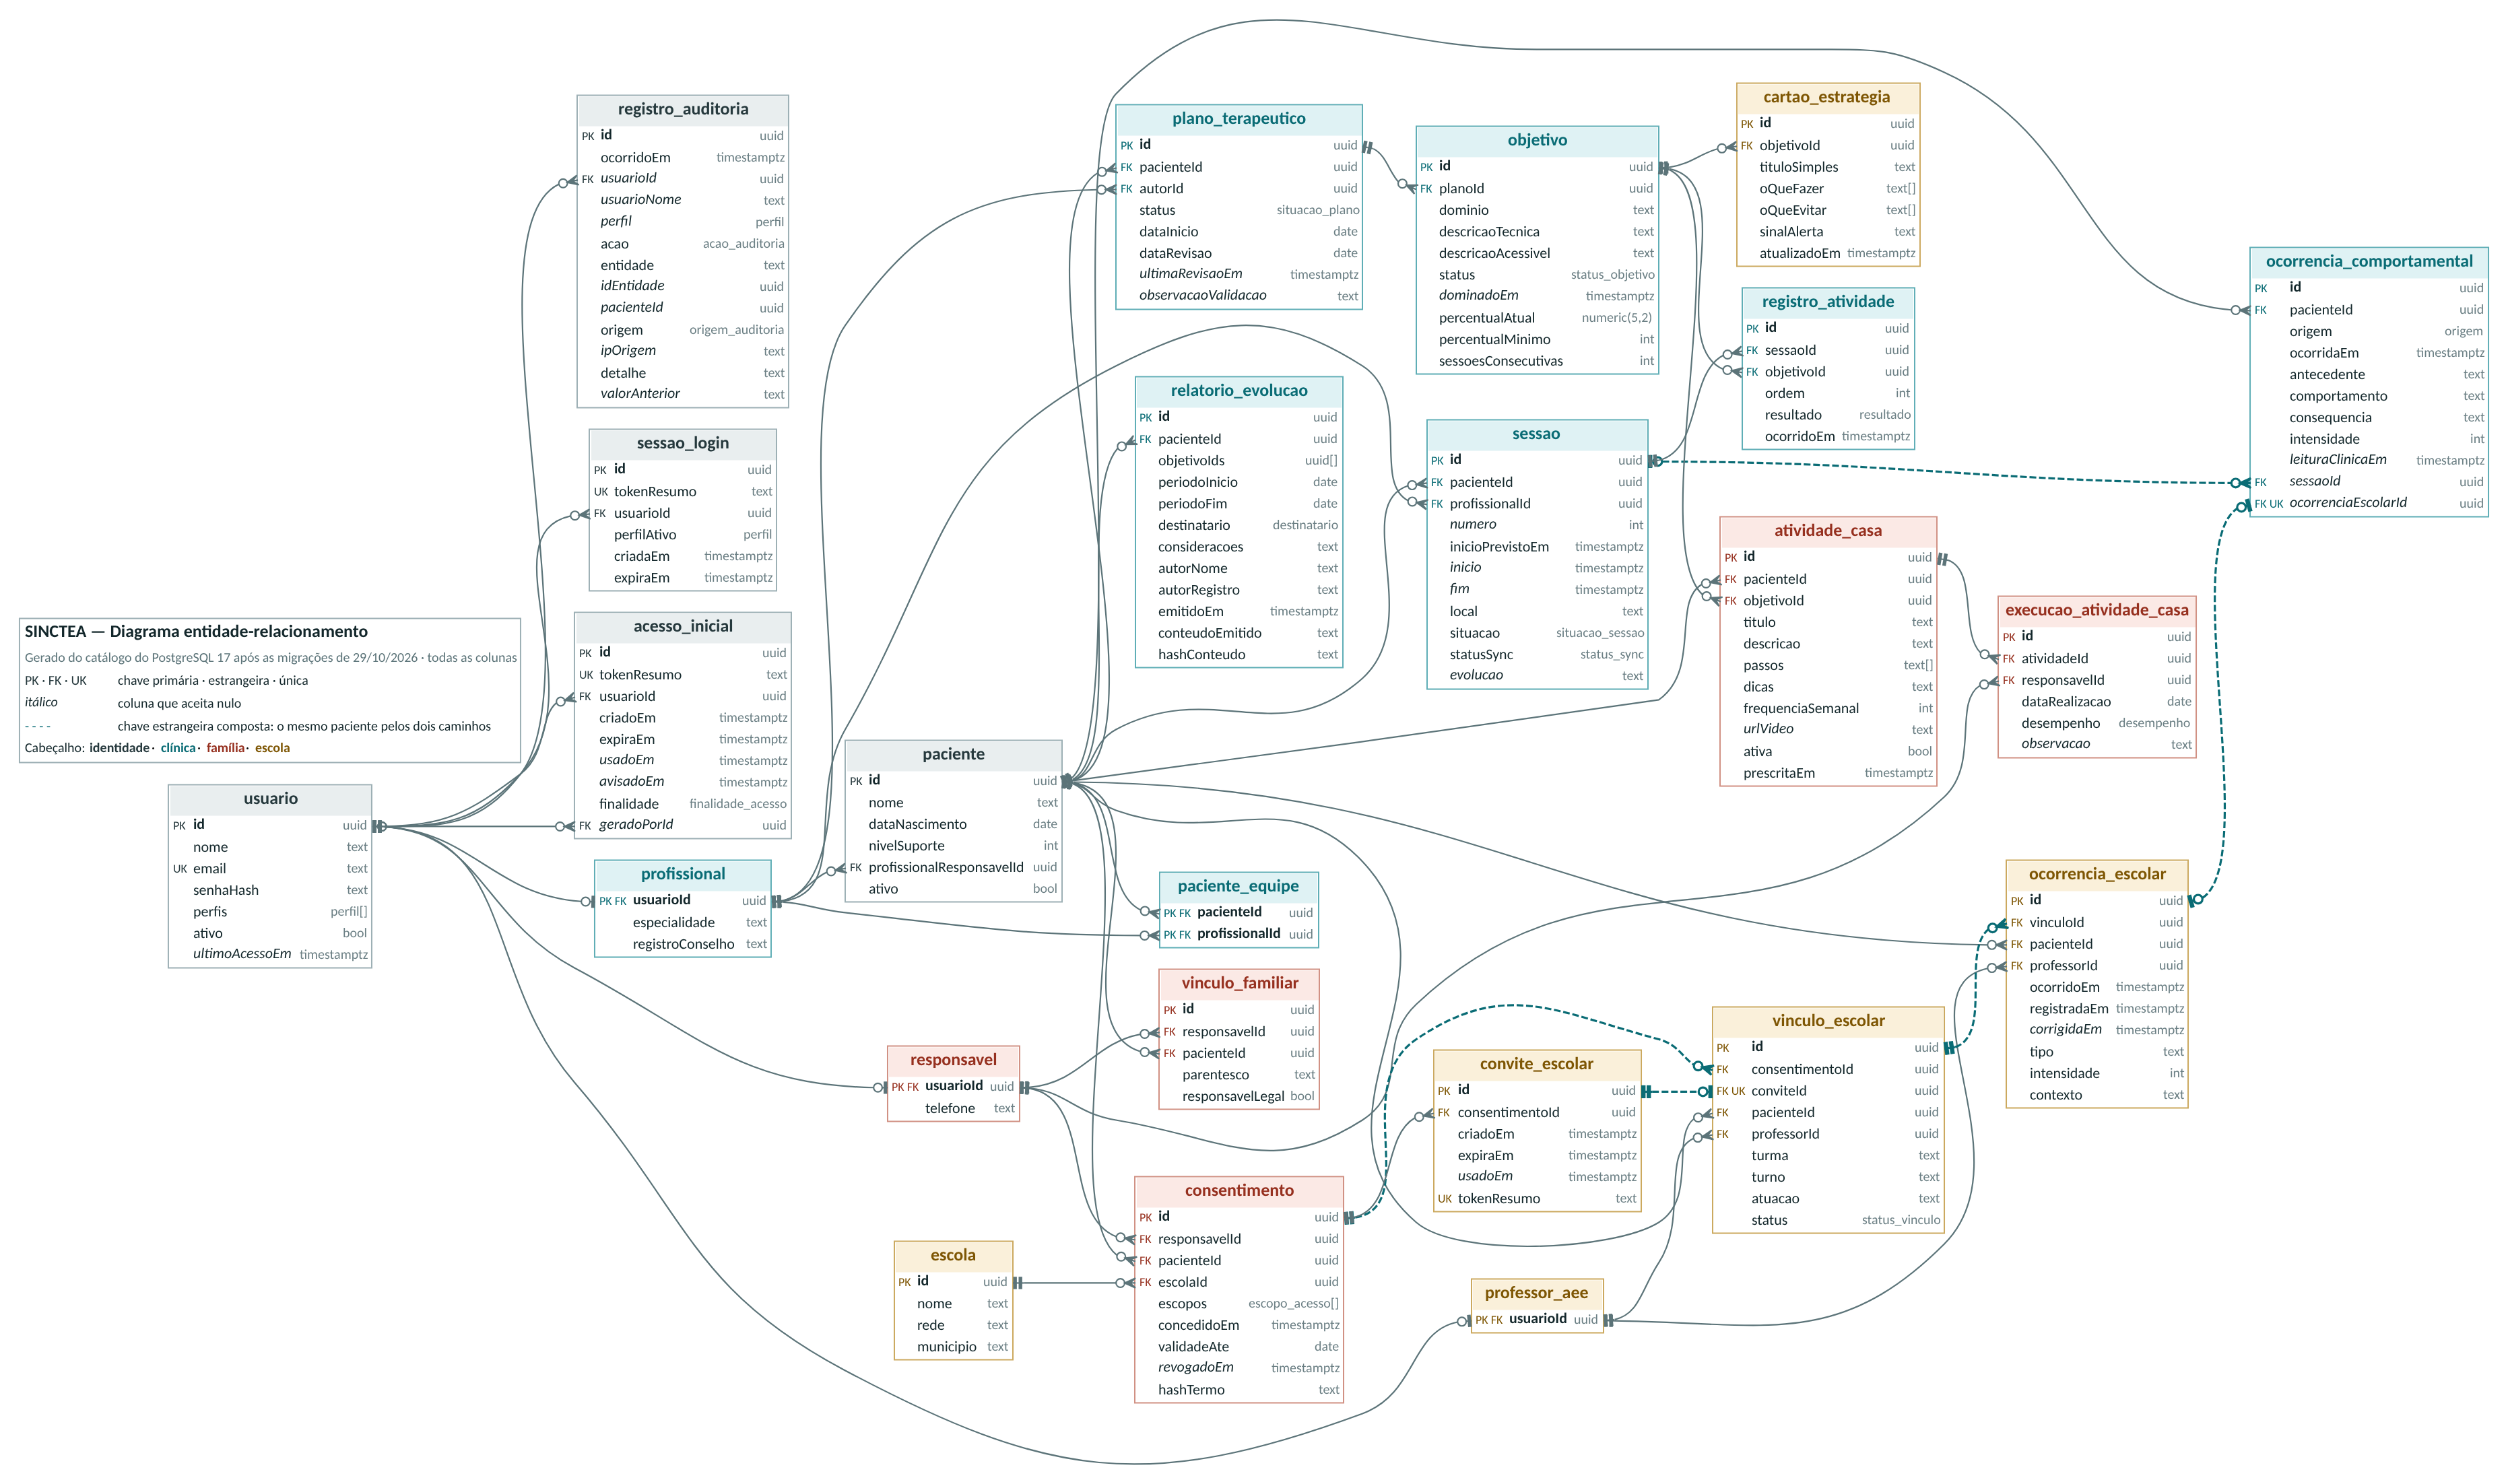 registro_auditoria
PK id uuid
ocorridoEm timestamptz
FK usuarioId uuid
usuarioNome text
perfil perfil
acao acao_auditoria
entidade text
idEntidade uuid
pacienteId uuid
origem origem_auditoria
ipOrigem text
detalhe text
valorAnterior text
sessao_login
PK id uuid
UK tokenResumo text
FK usuarioId uuid
perfilAtivo perfil
criadaEm timestamptz
expiraEm timestamptz
SINCTEA — Diagrama entidade-relacionamento
Gerado do catálogo do PostgreSQL 17 após as migrações de 29/10/2026 · todas as colunas
PK · FK · UK chave primária · estrangeira · única
itálico coluna que aceita nulo
- - - - chave estrangeira composta: o mesmo paciente pelos dois caminhos
Cabeçalho: identidade · clínica · família · escola
acesso_inicial
PK id uuid
UK tokenResumo text
FK usuarioId uuid
criadoEm timestamptz
expiraEm timestamptz
usadoEm timestamptz
avisadoEm timestamptz
finalidade finalidade_acesso
FK geradoPorId uuid
usuario
PK id uuid
nome text
UK email text
senhaHash text
perfis perfil[]
ativo bool
ultimoAcessoEm timestamptz
profissional
PK FK usuarioId uuid
especialidade text
registroConselho text
paciente
PK id uuid
nome text
dataNascimento date
nivelSuporte int
FK profissionalResponsavelId uuid
ativo bool
responsavel
PK FK usuarioId uuid
telefone text
escola
PK id uuid
nome text
rede text
municipio text
plano_terapeutico
PK id uuid
FK pacienteId uuid
FK autorId uuid
status situacao_plano
dataInicio date
dataRevisao date
ultimaRevisaoEm timestamptz
observacaoValidacao text
relatorio_evolucao
PK id uuid
FK pacienteId uuid
objetivoIds uuid[]
periodoInicio date
periodoFim date
destinatario destinatario
consideracoes text
autorNome text
autorRegistro text
emitidoEm timestamptz
conteudoEmitido text
hashConteudo text
paciente_equipe
PK FK pacienteId uuid
PK FK profissionalId uuid
vinculo_familiar
PK id uuid
FK responsavelId uuid
FK pacienteId uuid
parentesco text
responsavelLegal bool
consentimento
PK id uuid
FK responsavelId uuid
FK pacienteId uuid
FK escolaId uuid
escopos escopo_acesso[]
concedidoEm timestamptz
validadeAte date
revogadoEm timestamptz
hashTermo text
objetivo
PK id uuid
FK planoId uuid
dominio text
descricaoTecnica text
descricaoAcessivel text
status status_objetivo
dominadoEm timestamptz
percentualAtual numeric(5,2)
percentualMinimo int
sessoesConsecutivas int
sessao
PK id uuid
FK pacienteId uuid
FK profissionalId uuid
numero int
inicioPrevistoEm timestamptz
inicio timestamptz
fim timestamptz
local text
situacao situacao_sessao
statusSync status_sync
evolucao text
convite_escolar
PK id uuid
FK consentimentoId uuid
criadoEm timestamptz
expiraEm timestamptz
usadoEm timestamptz
UK tokenResumo text
professor_aee
PK FK usuarioId uuid
cartao_estrategia
PK id uuid
FK objetivoId uuid
tituloSimples text
oQueFazer text[]
oQueEvitar text[]
sinalAlerta text
atualizadoEm timestamptz
registro_atividade
PK id uuid
FK sessaoId uuid
FK objetivoId uuid
ordem int
resultado resultado
ocorridoEm timestamptz
atividade_casa
PK id uuid
FK pacienteId uuid
FK objetivoId uuid
titulo text
descricao text
passos text[]
dicas text
frequenciaSemanal int
urlVideo text
ativa bool
prescritaEm timestamptz
vinculo_escolar
PK id uuid
FK consentimentoId uuid
FK UK conviteId uuid
FK pacienteId uuid
FK professorId uuid
turma text
turno text
atuacao text
status status_vinculo
execucao_atividade_casa
PK id uuid
FK atividadeId uuid
FK responsavelId uuid
dataRealizacao date
desempenho desempenho
observacao text
ocorrencia_escolar
PK id uuid
FK vinculoId uuid
FK pacienteId uuid
FK professorId uuid
ocorridoEm timestamptz
registradaEm timestamptz
corrigidaEm timestamptz
tipo text
intensidade int
contexto text
ocorrencia_comportamental
PK id uuid
FK pacienteId uuid
origem origem
ocorridaEm timestamptz
antecedente text
comportamento text
consequencia text
intensidade int
leituraClinicaEm timestamptz
FK sessaoId uuid
FK UK ocorrenciaEscolarId uuid